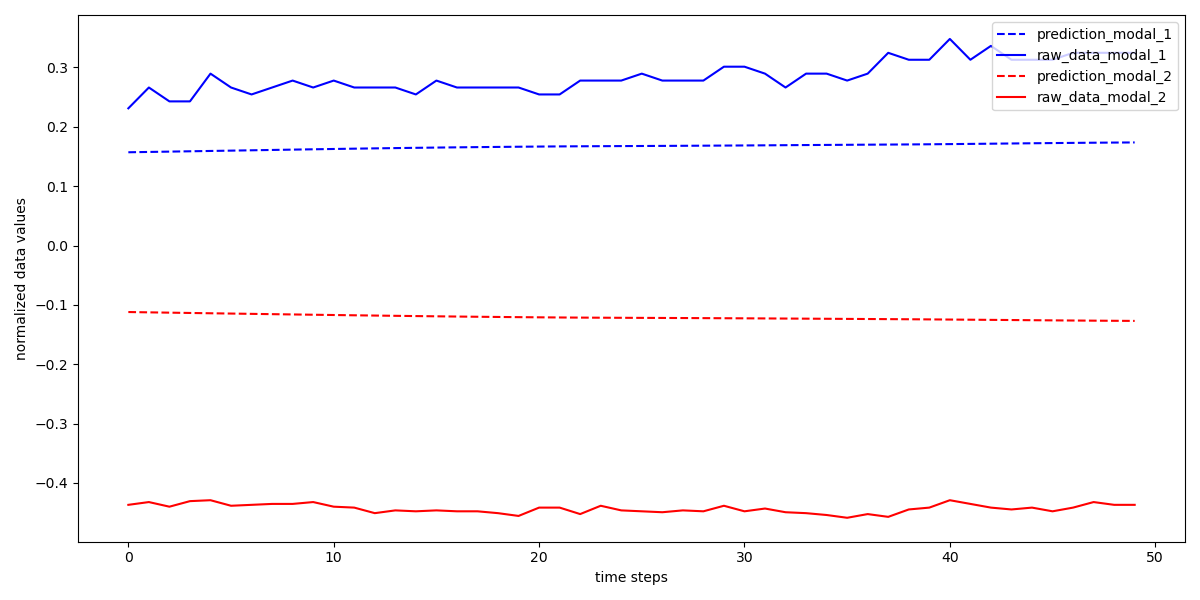 prediction_modal_1
raw_data_modal_1
prediction_modal_2
raw_data_modal_2
normalized data values
0.3
0.2
0.1
0.0
−0.1
−0.2
−0.3
−0.4
0 10 20 30 40 50
time steps